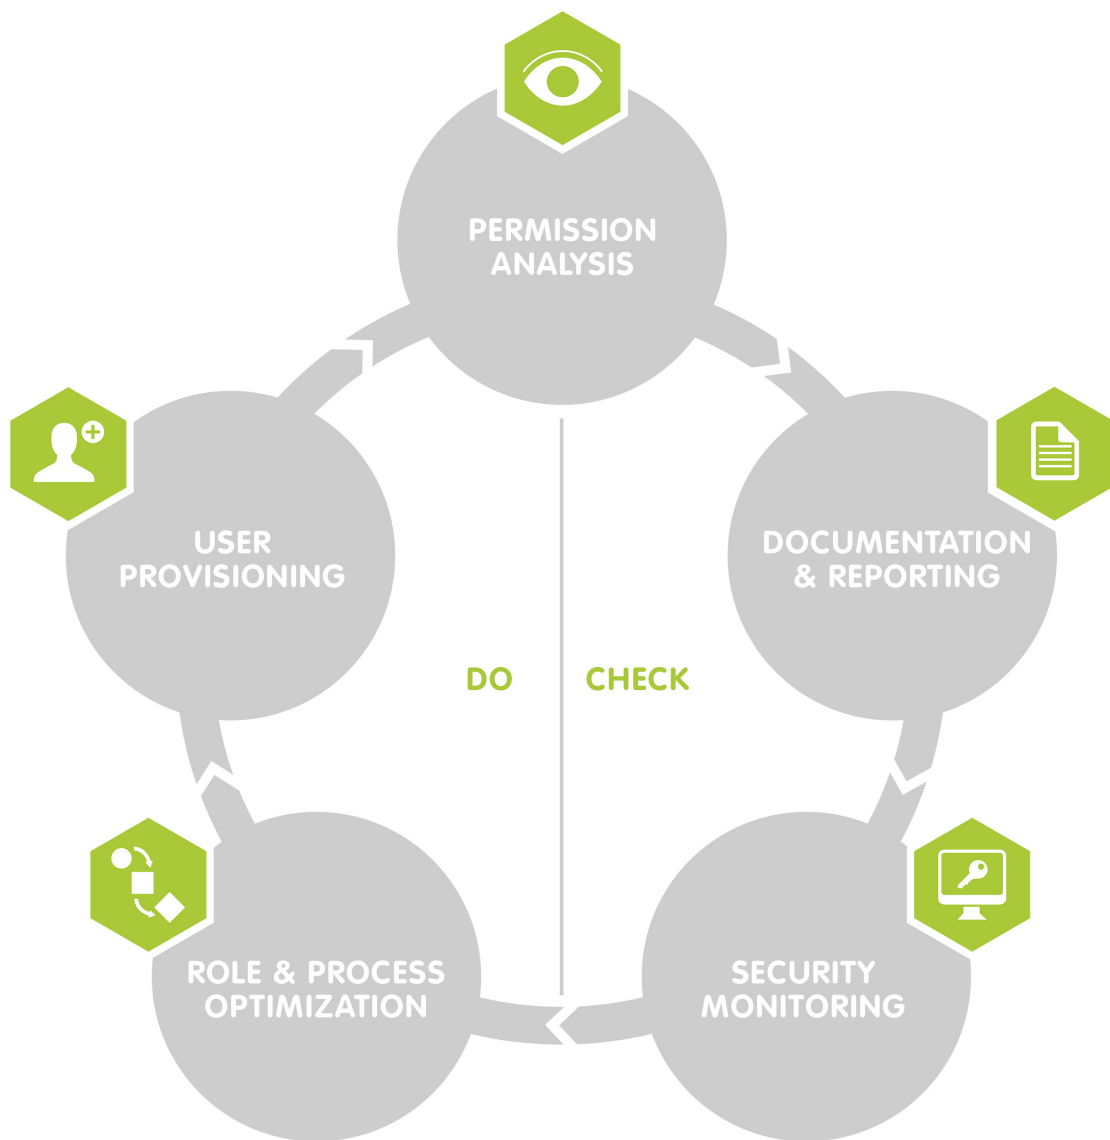 PERMISSION
ANALYSIS
USER
PROVISIONING
DOCUMENTATION
& REPORTING
DO
CHECK
ROLE & PROCESS
OPTIMIZATION
SECURITY
MONITORING